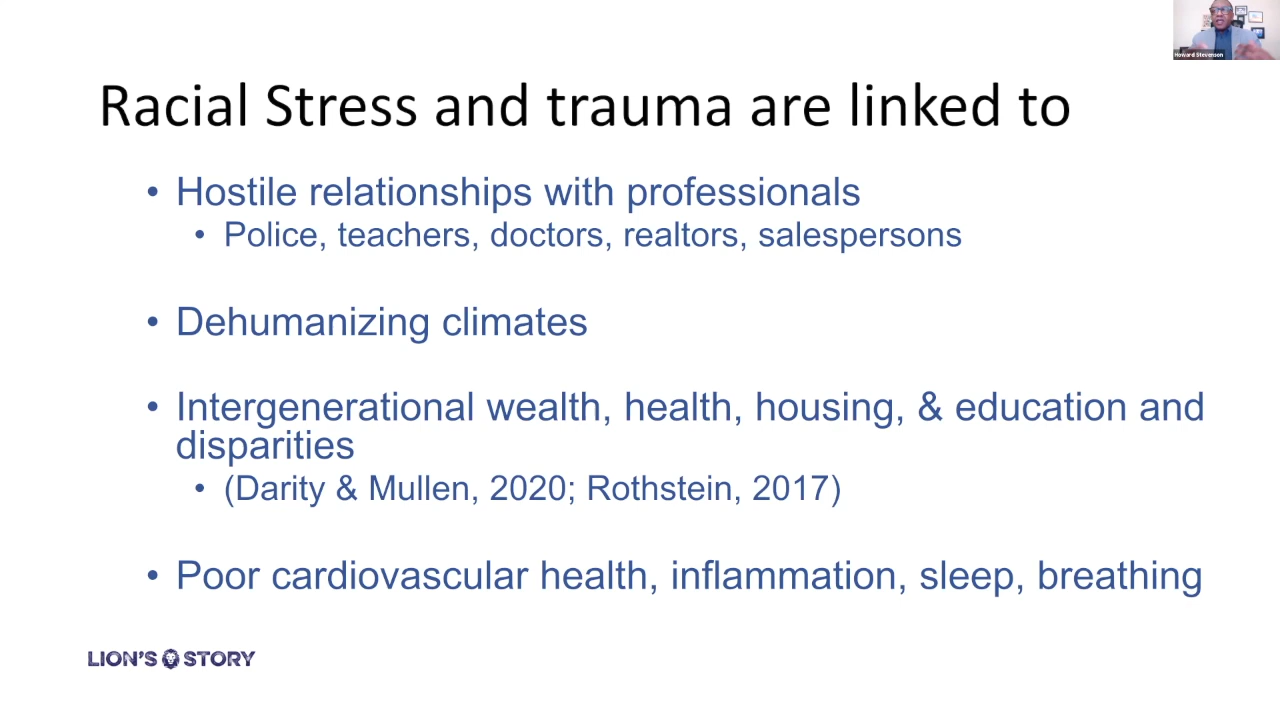 Howard Stevenson
Racial Stress and trauma are linked to
• Hostile relationships with professionals
• Police, teachers, doctors, realtors, salespersons
• Dehumanizing climates
• Intergenerational wealth, health, housing, & education and
disparities
• (Darity & Mullen, 2020; Rothstein, 2017)
• Poor cardiovascular health, inflammation, sleep, breathing
LION'S STORY